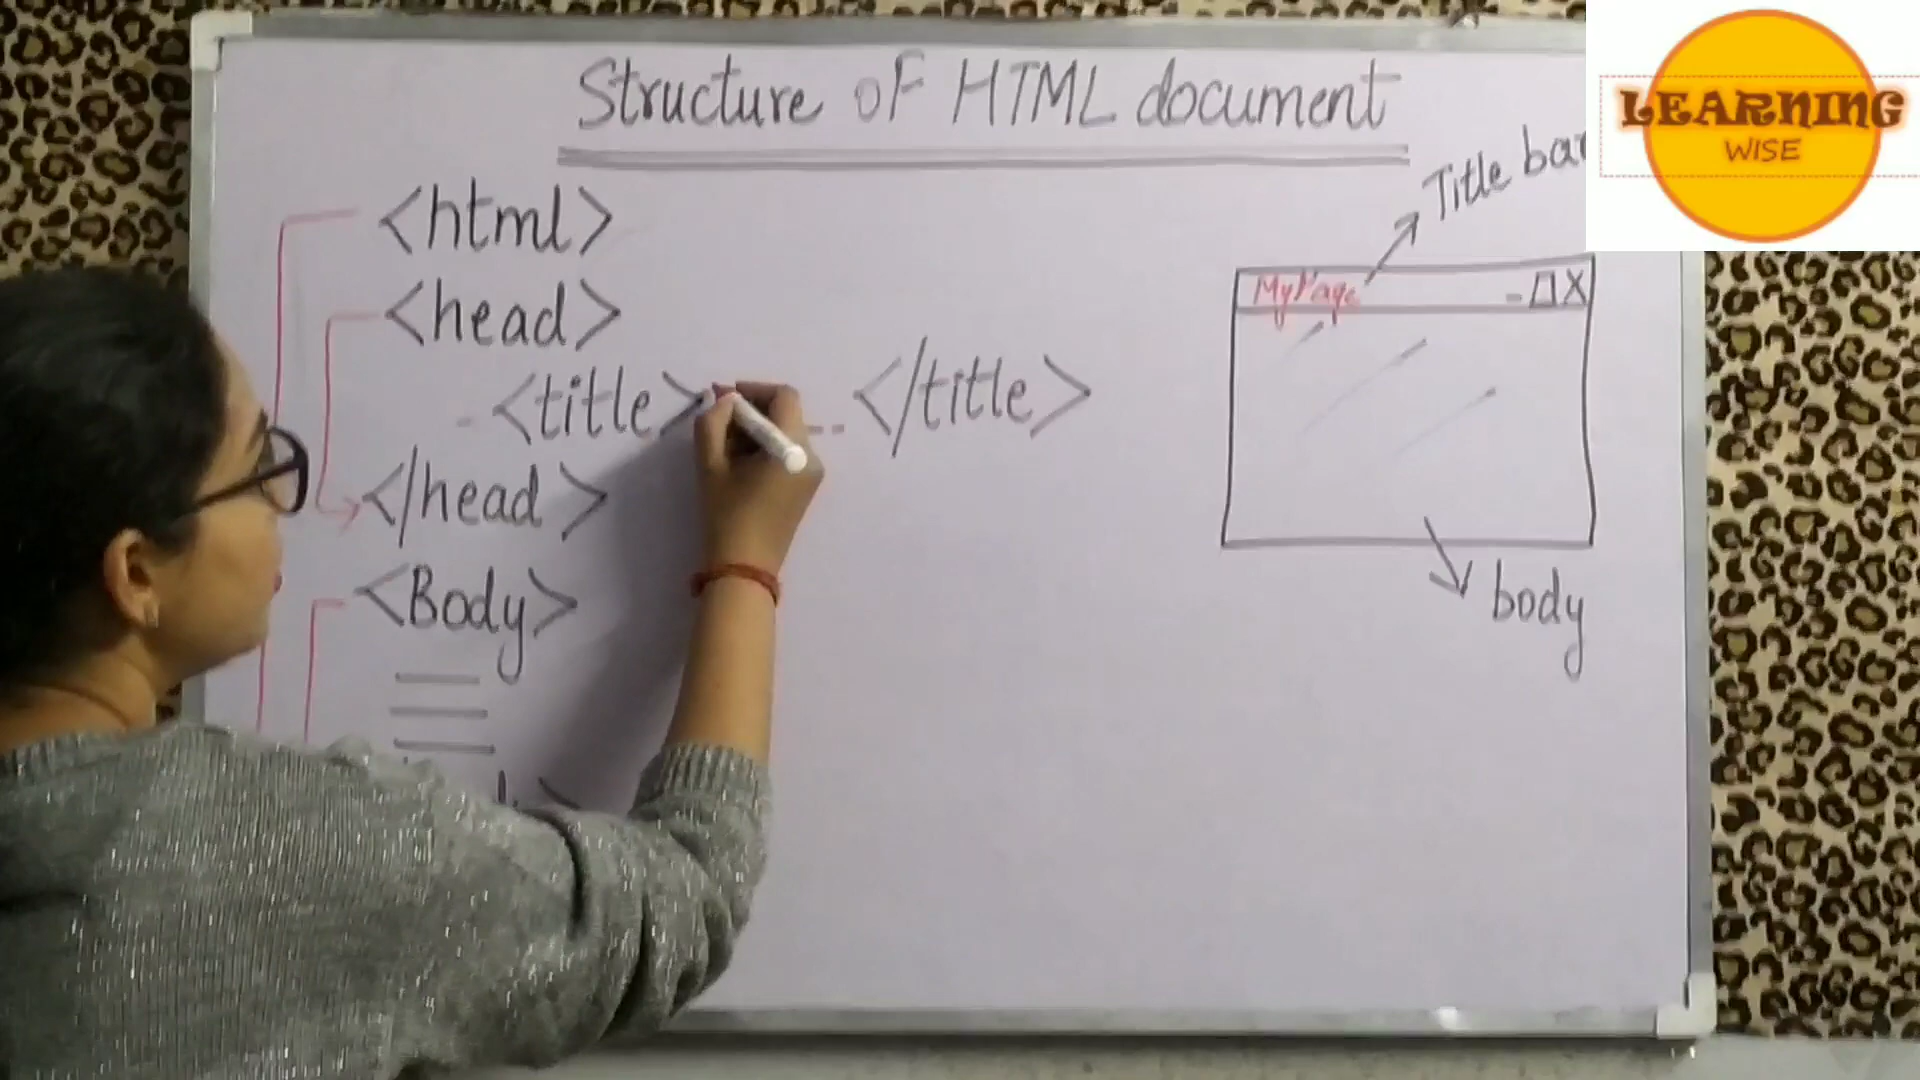 Structure of HTML document
LEARNING
WISE
Title bar
<html>
<head>
MyPage
- □ X
- <title> -- </title>
</head>
<Body>
body